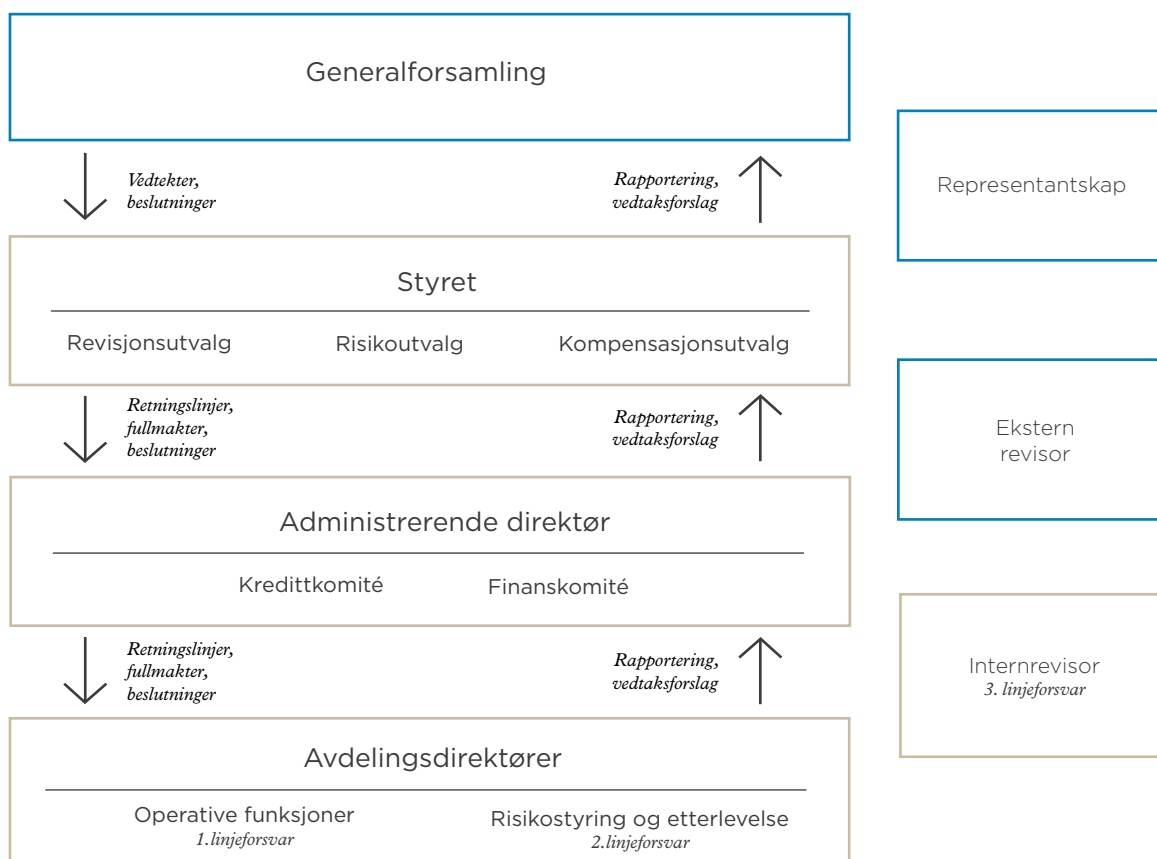 Generalforsamling
Vedtekter,
beslutninger
Rapportering,
vedtaksforslag
Representantskap
Styret
Revisjonsutvalg
Risikoutvalg
Kompensasjonsutvalg
Retningslinjer,
fullmakter,
beslutninger
Rapportering,
vedtaksforslag
Ekstern
revisor
Administrerende direktør
Kredittkomité
Finanskomité
Retningslinjer,
fullmakter,
beslutninger
Rapportering,
vedtaksforslag
Internrevisor
3. linjeforsvar
Avdelingsdirektører
Operative funksjoner
1.linjeforsvar
Risikostyring og etterlevelse
2.linjeforsvar